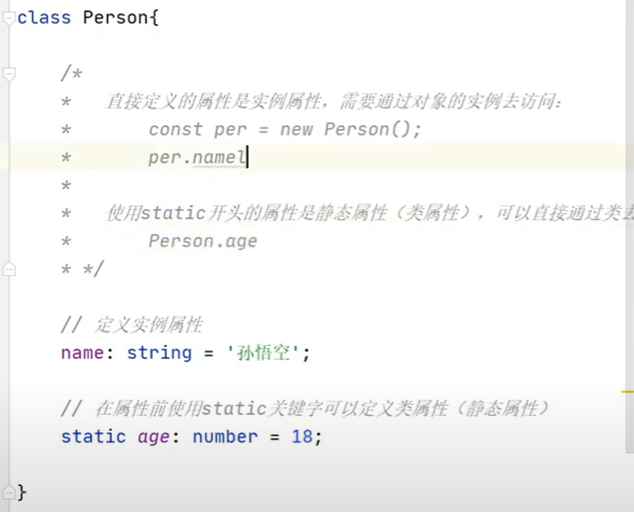 class Person{
/*
* 直接定义的属性是实例属性，需要通过对象的实例去访问：
* const per = new Person();
* per.namel
*
* 使用static开头的属性是静态属性（类属性），可以直接通过类去
* Person.age
* */
// 定义实例属性
name: string = '孙悟空';
// 在属性前使用static关键字可以定义类属性（静态属性）
static age: number = 18;
}